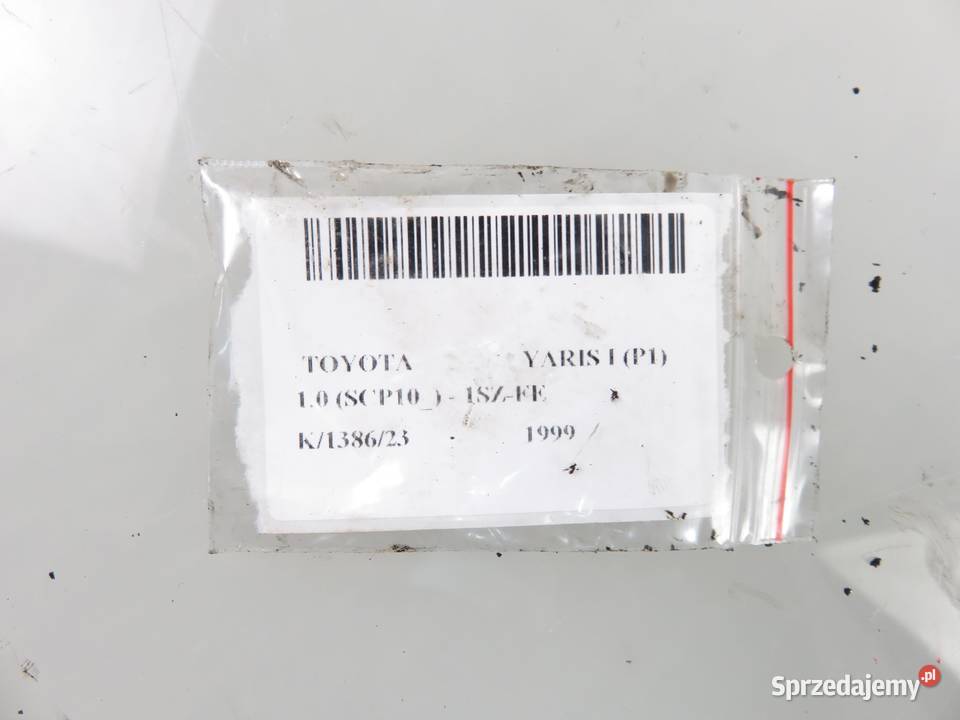 TOYOTA YARIS I (P1)
1.0 (SCP10_) - 1SZ-FE
K/1386/23 1999
Sprzedajemy.pl